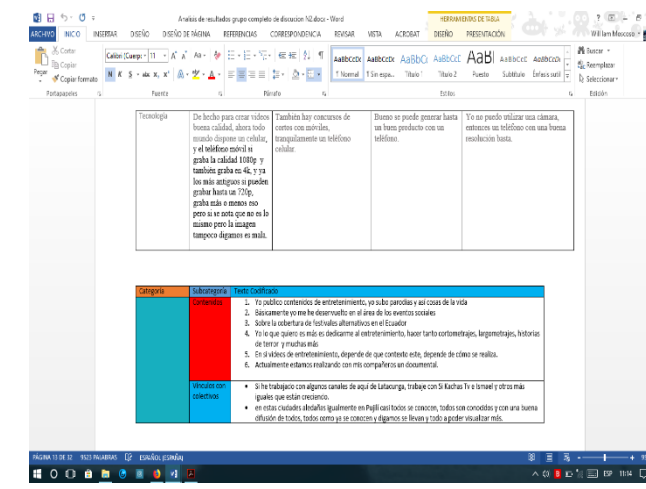 Analisis de resultados grupo completo de discucion N2.docx - Word
HERRAMIENTAS DE TABLA
ARCHIVO INICIO INSERTAR DISEÑO DISEÑO DE PÁGINA REFERENCIAS CORRESPONDENCIA REVISAR VISTA ACROBAT DISEÑO PRESENTACIÓN William Moscoso
Cortar
Copiar
Pegar Copiar formato
Calibri (Cuerpo) 11
N K S
AaBbCcDc AaBbCcDc AaBbCc AaBbCcC AaBl AaBbCcC AaBbCcDc
¶ Normal ¶ Sin espa... Título 1 Título 2 Puesto Subtítulo Énfasis sutil
Buscar
Reemplazar
Seleccionar
Portapapeles Fuente Párrafo Estilos Edición
Tecnología
De hecho para crear videos
buena calidad, ahora todo
mundo dispone un celular,
y el teléfono móvil si
graba la calidad 1080p y
también graba en 4k, y ya
los más antiguos si pueden
grabar hasta un 720p,
graba más o menos eso
pero si se nota que no es lo
mismo pero la imagen
tampoco digamos es mala.
También hay concursos de
cortos con móviles,
tranquilamente un teléfono
celular.
Bueno se puede generar hasta
un buen producto con un
teléfono.
Yo no puedo utilizar una cámara,
entonces un teléfono con una buena
resolución basta.
Categoría Subcategoría Texto Codificado
Contenidos
1. Yo publico contenidos de entretenimiento, yo subo parodias y así cosas de la vida
2. Básicamente yo me he desenvuelto en el área de los eventos sociales
3. Sobre la cobertura de festivales alternativos en el Ecuador
4. Yo lo que quiero es más es dedicarme al entretenimiento, hacer tanto cortometrajes, largometrajes, historias
de terror y muchas más
5. En si videos de entretenimiento, depende de que contexto este, depende de cómo se realiza.
6. Actualmente estamos realizando con mis compañeros un documental.
Vínculos con
colectivos
• Si he trabajado con algunos canales de aquí de Latacunga, trabaje con Si Kachas Tv o Ismael y otros más
iguales que están creciendo.
• en estas ciudades aledañas igualmente en Pujilí casi todos se conocen, todos son conocidos y con una buena
difusión de todos, todos como ya se conocen y digamos se llevan y todo a poder visualizar más.
PÁGINA 11 DE 32 9523 PALABRAS ESPAÑOL (ESPAÑA)
ESP 11:14